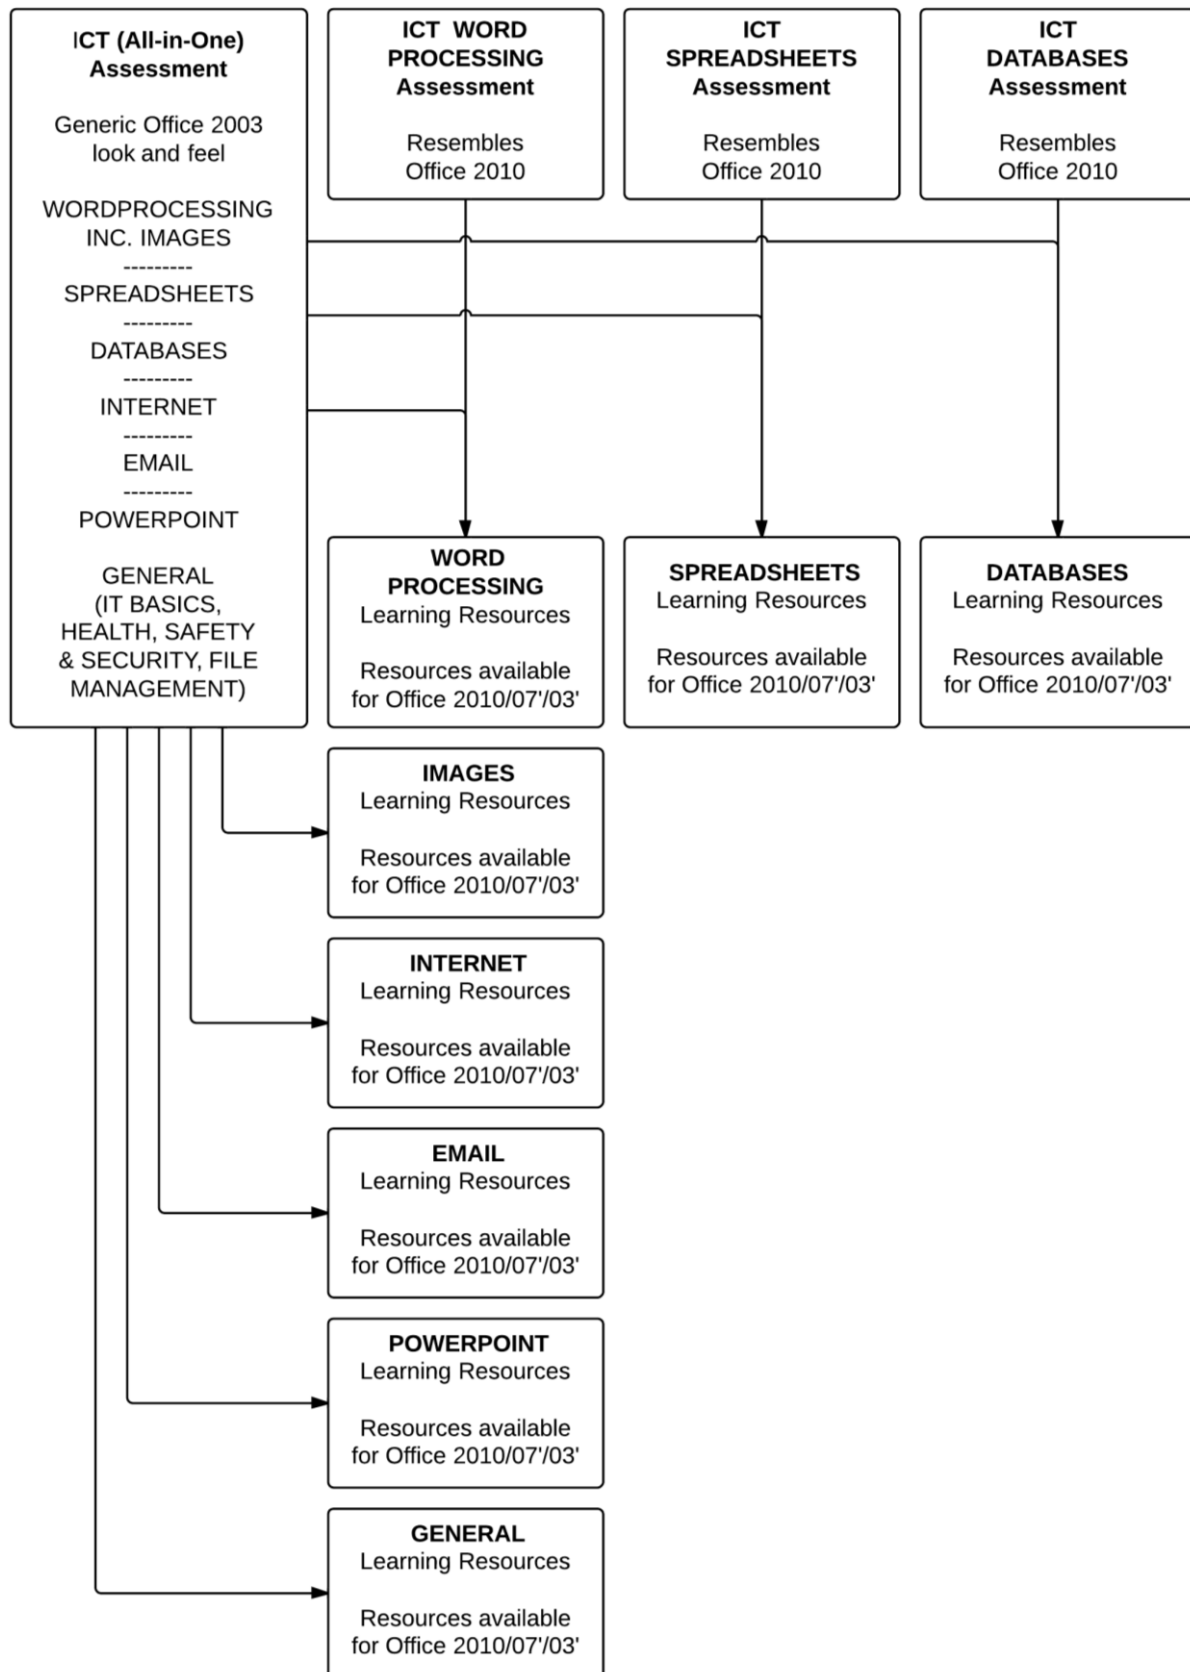 ICT (All-in-One)
Assessment
Generic Office 2003
look and feel
WORDPROCESSING
INC. IMAGES
---------
SPREADSHEETS
---------
DATABASES
---------
INTERNET
---------
EMAIL
---------
POWERPOINT
GENERAL
(IT BASICS,
HEALTH, SAFETY
& SECURITY, FILE
MANAGEMENT)
ICT WORD
PROCESSING
Assessment
Resembles
Office 2010
ICT
SPREADSHEETS
Assessment
Resembles
Office 2010
ICT
DATABASES
Assessment
Resembles
Office 2010
WORD
PROCESSING
Learning Resources
Resources available
for Office 2010/07'/03'
SPREADSHEETS
Learning Resources
Resources available
for Office 2010/07'/03'
DATABASES
Learning Resources
Resources available
for Office 2010/07'/03'
IMAGES
Learning Resources
Resources available
for Office 2010/07'/03'
INTERNET
Learning Resources
Resources available
for Office 2010/07'/03'
EMAIL
Learning Resources
Resources available
for Office 2010/07'/03'
POWERPOINT
Learning Resources
Resources available
for Office 2010/07'/03'
GENERAL
Learning Resources
Resources available
for Office 2010/07'/03'